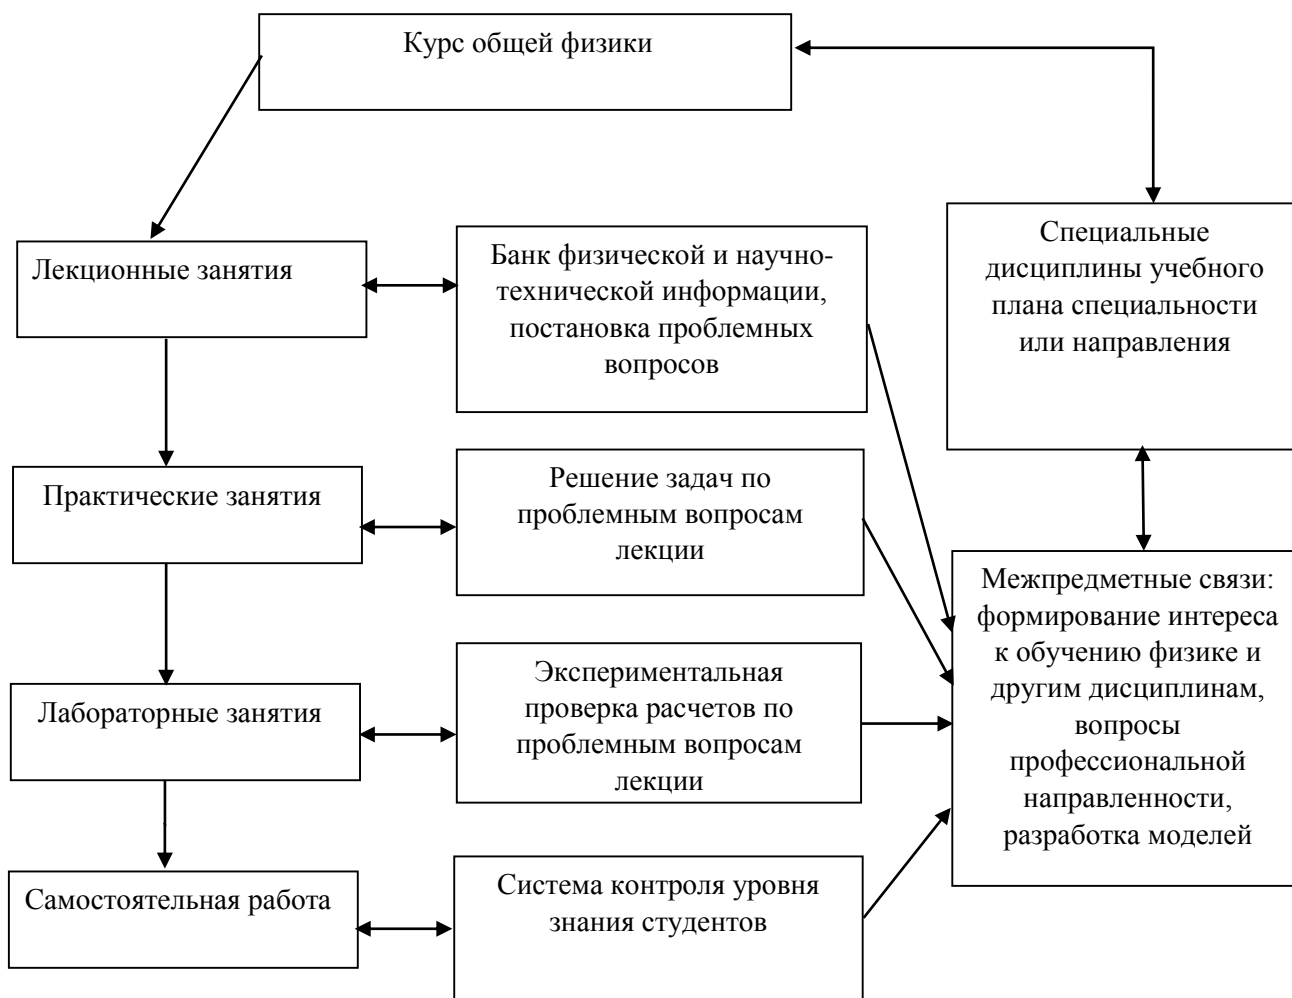 Курс общей физики
Лекционные занятия
Банк физической и научно-
технической информации,
постановка проблемных
вопросов
Специальные
дисциплины учебного
плана специальности
или направления
Практические занятия
Решение задач по
проблемным вопросам
лекции
Межпредметные связи:
формирование интереса
к обучению физике и
другим дисциплинам,
вопросы
профессиональной
направленности,
разработка моделей
Лабораторные занятия
Экспериментальная
проверка расчетов по
проблемным вопросам
лекции
Самостоятельная работа
Система контроля уровня
знания студентов